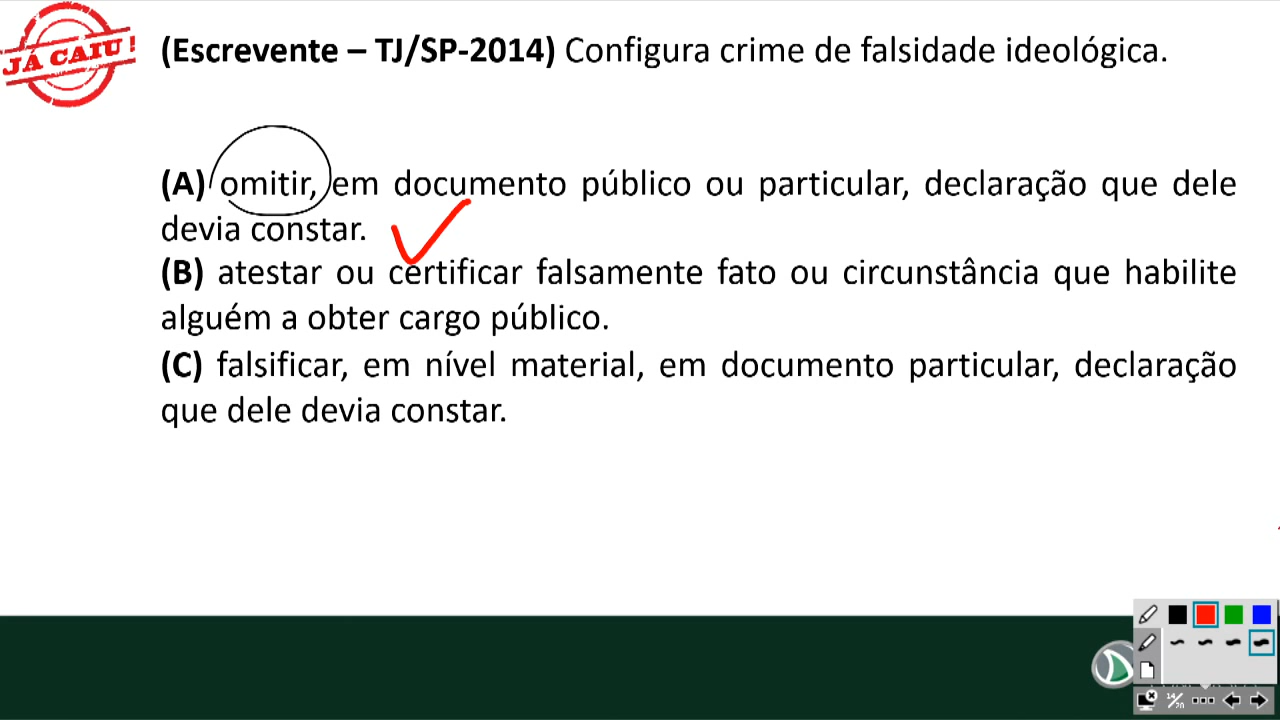 JÁ CAIU !
(Escrevente – TJ/SP-2014) Configura crime de falsidade ideológica.
(A) omitir, em documento público ou particular, declaração que dele
devia constar.
(B) atestar ou certificar falsamente fato ou circunstância que habilite
alguém a obter cargo público.
(C) falsificar, em nível material, em documento particular, declaração
que dele devia constar.
14/20